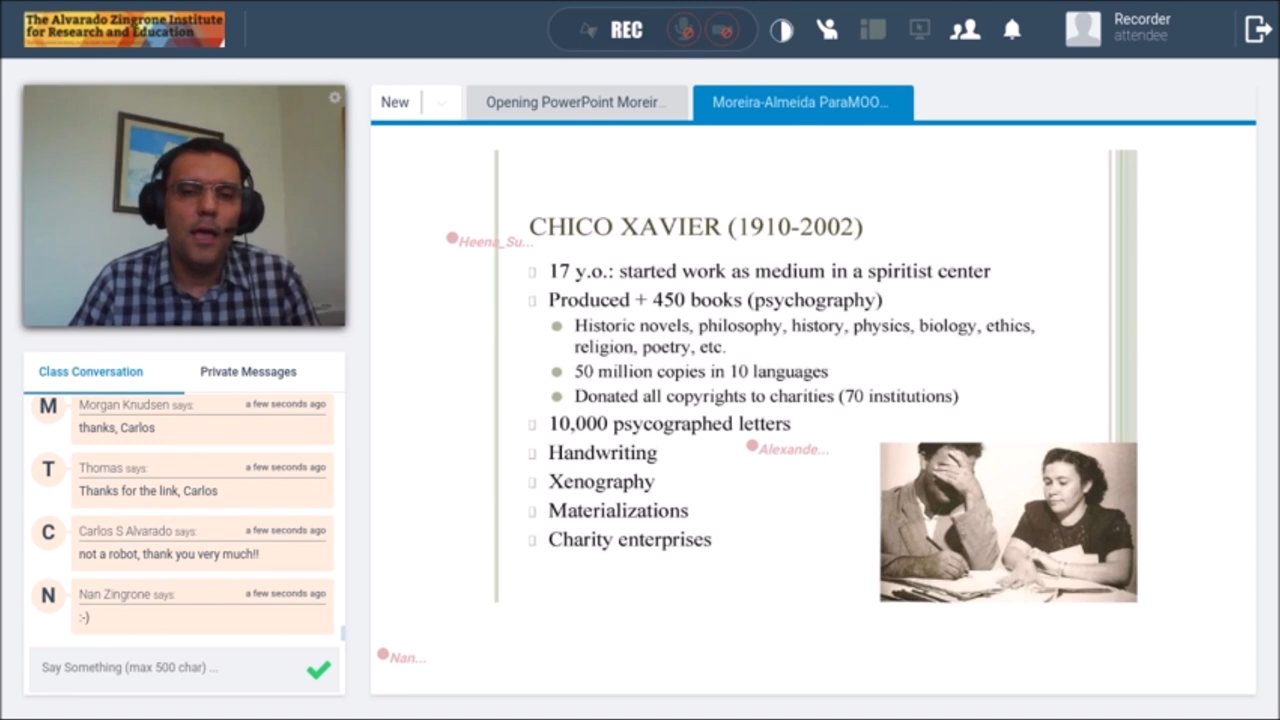 The Alvarado Zingrone Institute
for Research and Education
REC
Recorder
attendee
New
Opening PowerPoint Moreir...
Moreira-Almeida ParaMOO...
Class Conversation
Private Messages
M
Morgan Knudsen says:
a few seconds ago
thanks, Carlos
T
Thomas says:
a few seconds ago
Thanks for the link, Carlos
C
Carlos S Alvarado says:
a few seconds ago
not a robot, thank you very much!!
N
Nan Zingrone says:
a few seconds ago
:-)
Say Something (max 500 char) ...
CHICO XAVIER (1910-2002)
Heena_Su...
17 y.o.: started work as medium in a spiritist center
Produced + 450 books (psychography)
Historic novels, philosophy, history, physics, biology, ethics,
religion, poetry, etc.
50 million copies in 10 languages
Donated all copyrights to charities (70 institutions)
10,000 psycographed letters
Alexande...
Handwriting
Xenography
Materializations
Charity enterprises
Nan...